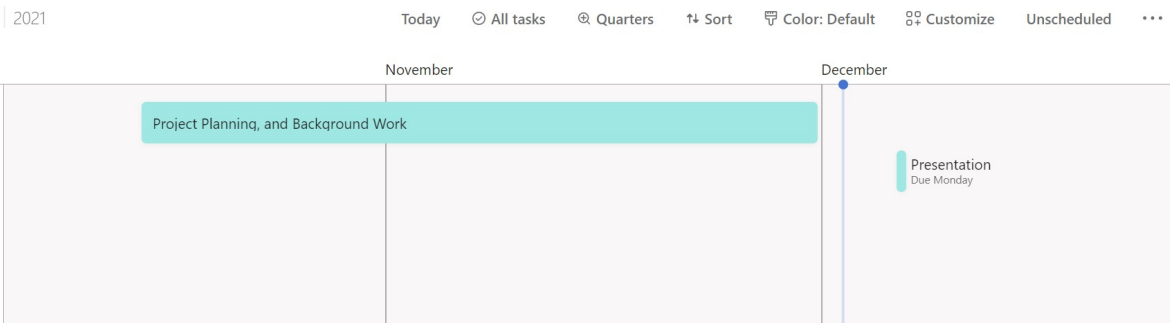 2021 Today All tasks Quarters Sort Color: Default Customize Unscheduled ...
November December
Project Planning, and Background Work
Presentation
Due Monday